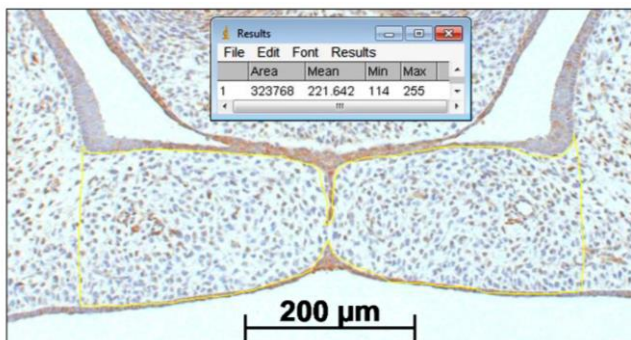 Results
File Edit Font Results
Area Mean Min Max
1 323768 221.642 114 255
200 µm